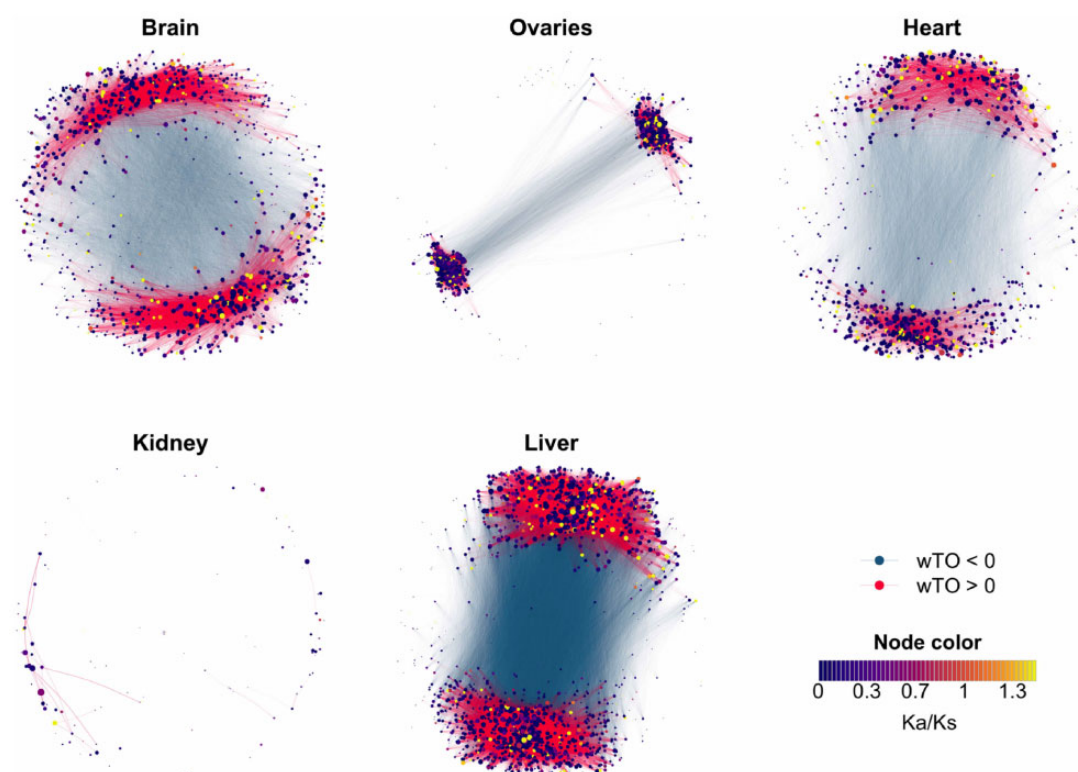 Brain
Ovaries
Heart
Kidney
Liver
wTO < 0
wTO > 0
Node color
0 0.3 0.7 1 1.3
Ka/Ks